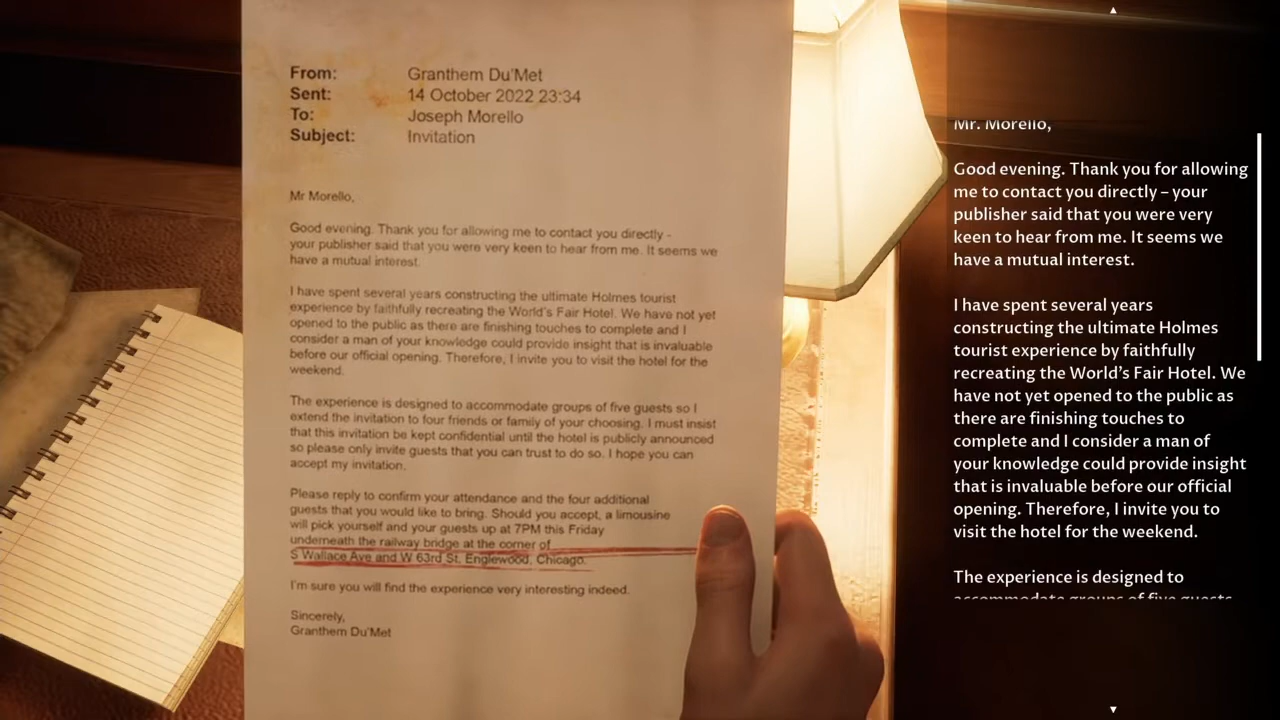 From: Granthem Du'Met
Sent: 14 October 2022 23:34
To: Joseph Morello
Subject: Invitation
Mr Morello,
Good evening. Thank you for allowing me to contact you directly -
your publisher said that you were very keen to hear from me. It seems we
have a mutual interest.
I have spent several years constructing the ultimate Holmes tourist
experience by faithfully recreating the World's Fair Hotel. We have not yet
opened to the public as there are finishing touches to complete and I
consider a man of your knowledge could provide insight that is invaluable
before our official opening. Therefore, I invite you to visit the hotel for the
weekend.
The experience is designed to accommodate groups of five guests so I
extend the invitation to four friends or family of your choosing. I must insist
that this invitation be kept confidential until the hotel is publicly announced
so please only invite guests that you can trust to do so. I hope you can
accept my invitation.
Please reply to confirm your attendance and the four additional
guests that you would like to bring. Should you accept, a limousine
will pick yourself and your guests up at 7PM this Friday
underneath the railway bridge at the corner of
S Wallace Ave and W 63rd St, Englewood, Chicago.
I'm sure you will find the experience very interesting indeed.
Sincerely,
Granthem Du'Met
Mr. Morello,
Good evening. Thank you for allowing
me to contact you directly – your
publisher said that you were very
keen to hear from me. It seems we
have a mutual interest.
I have spent several years
constructing the ultimate Holmes
tourist experience by faithfully
recreating the World's Fair Hotel. We
have not yet opened to the public as
there are finishing touches to
complete and I consider a man of
your knowledge could provide insight
that is invaluable before our official
opening. Therefore, I invite you to
visit the hotel for the weekend.
The experience is designed to
accommodate groups of five guests